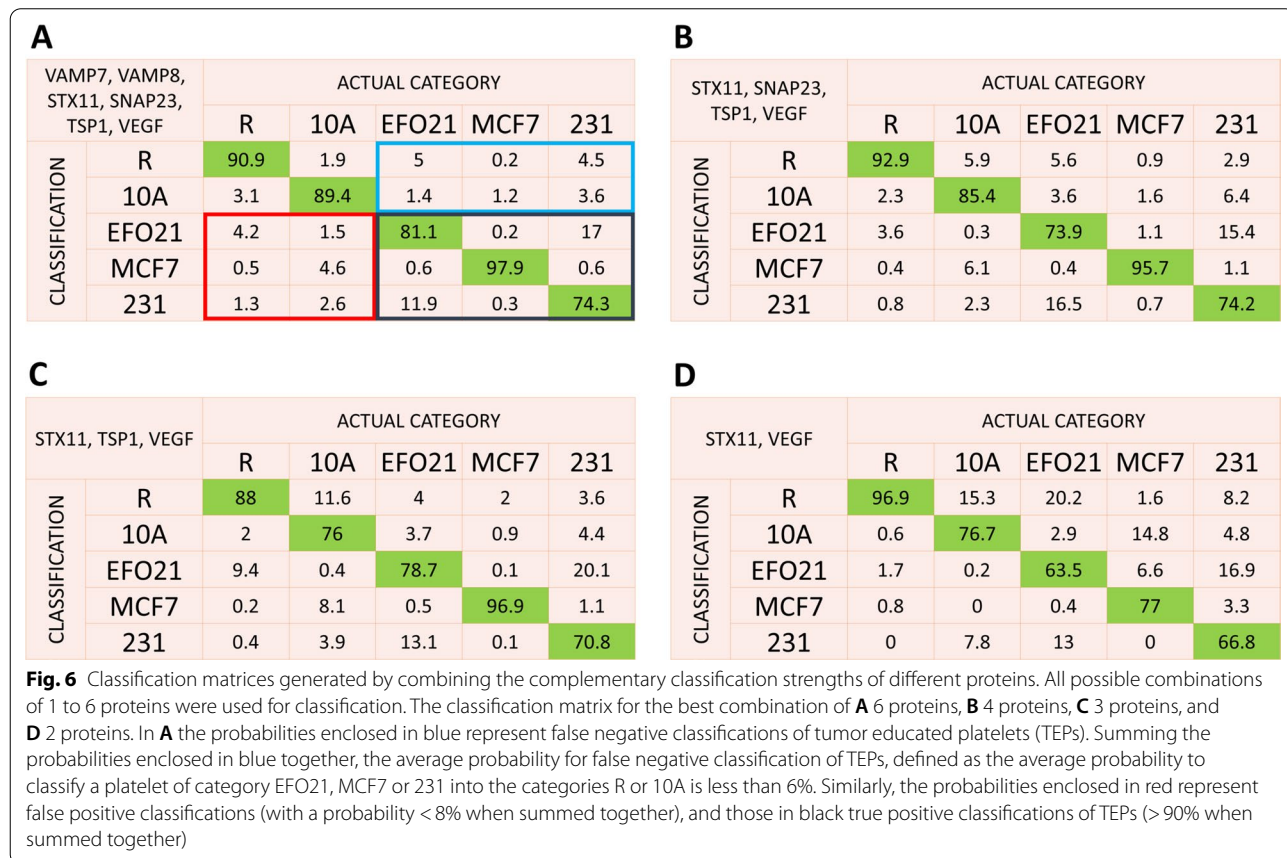 A
VAMP7, VAMP8,
STX11, SNAP23,
TSP1, VEGF
ACTUAL CATEGORY
R 10A EFO21 MCF7 231
CLASSIFICATION
R 90.9 1.9 5 0.2 4.5
10A 3.1 89.4 1.4 1.2 3.6
EFO21 4.2 1.5 81.1 0.2 17
MCF7 0.5 4.6 0.6 97.9 0.6
231 1.3 2.6 11.9 0.3 74.3
B
STX11, SNAP23,
TSP1, VEGF
ACTUAL CATEGORY
R 10A EFO21 MCF7 231
CLASSIFICATION
R 92.9 5.9 5.6 0.9 2.9
10A 2.3 85.4 3.6 1.6 6.4
EFO21 3.6 0.3 73.9 1.1 15.4
MCF7 0.4 6.1 0.4 95.7 1.1
231 0.8 2.3 16.5 0.7 74.2
C
STX11, TSP1, VEGF
ACTUAL CATEGORY
R 10A EFO21 MCF7 231
CLASSIFICATION
R 88 11.6 4 2 3.6
10A 2 76 3.7 0.9 4.4
EFO21 9.4 0.4 78.7 0.1 20.1
MCF7 0.2 8.1 0.5 96.9 1.1
231 0.4 3.9 13.1 0.1 70.8
D
STX11, VEGF
ACTUAL CATEGORY
R 10A EFO21 MCF7 231
CLASSIFICATION
R 96.9 15.3 20.2 1.6 8.2
10A 0.6 76.7 2.9 14.8 4.8
EFO21 1.7 0.2 63.5 6.6 16.9
MCF7 0.8 0 0.4 77 3.3
231 0 7.8 13 0 66.8
Fig. 6 Classification matrices generated by combining the complementary classification strengths of different proteins. All possible combinations
of 1 to 6 proteins were used for classification. The classification matrix for the best combination of A 6 proteins, B 4 proteins, C 3 proteins, and
D 2 proteins. In A the probabilities enclosed in blue represent false negative classifications of tumor educated platelets (TEPs). Summing the
probabilities enclosed in blue together, the average probability for false negative classification of TEPs, defined as the average probability to
classify a platelet of category EFO21, MCF7 or 231 into the categories R or 10A is less than 6%. Similarly, the probabilities enclosed in red represent
false positive classifications (with a probability < 8% when summed together), and those in black true positive classifications of TEPs (> 90% when
summed together)